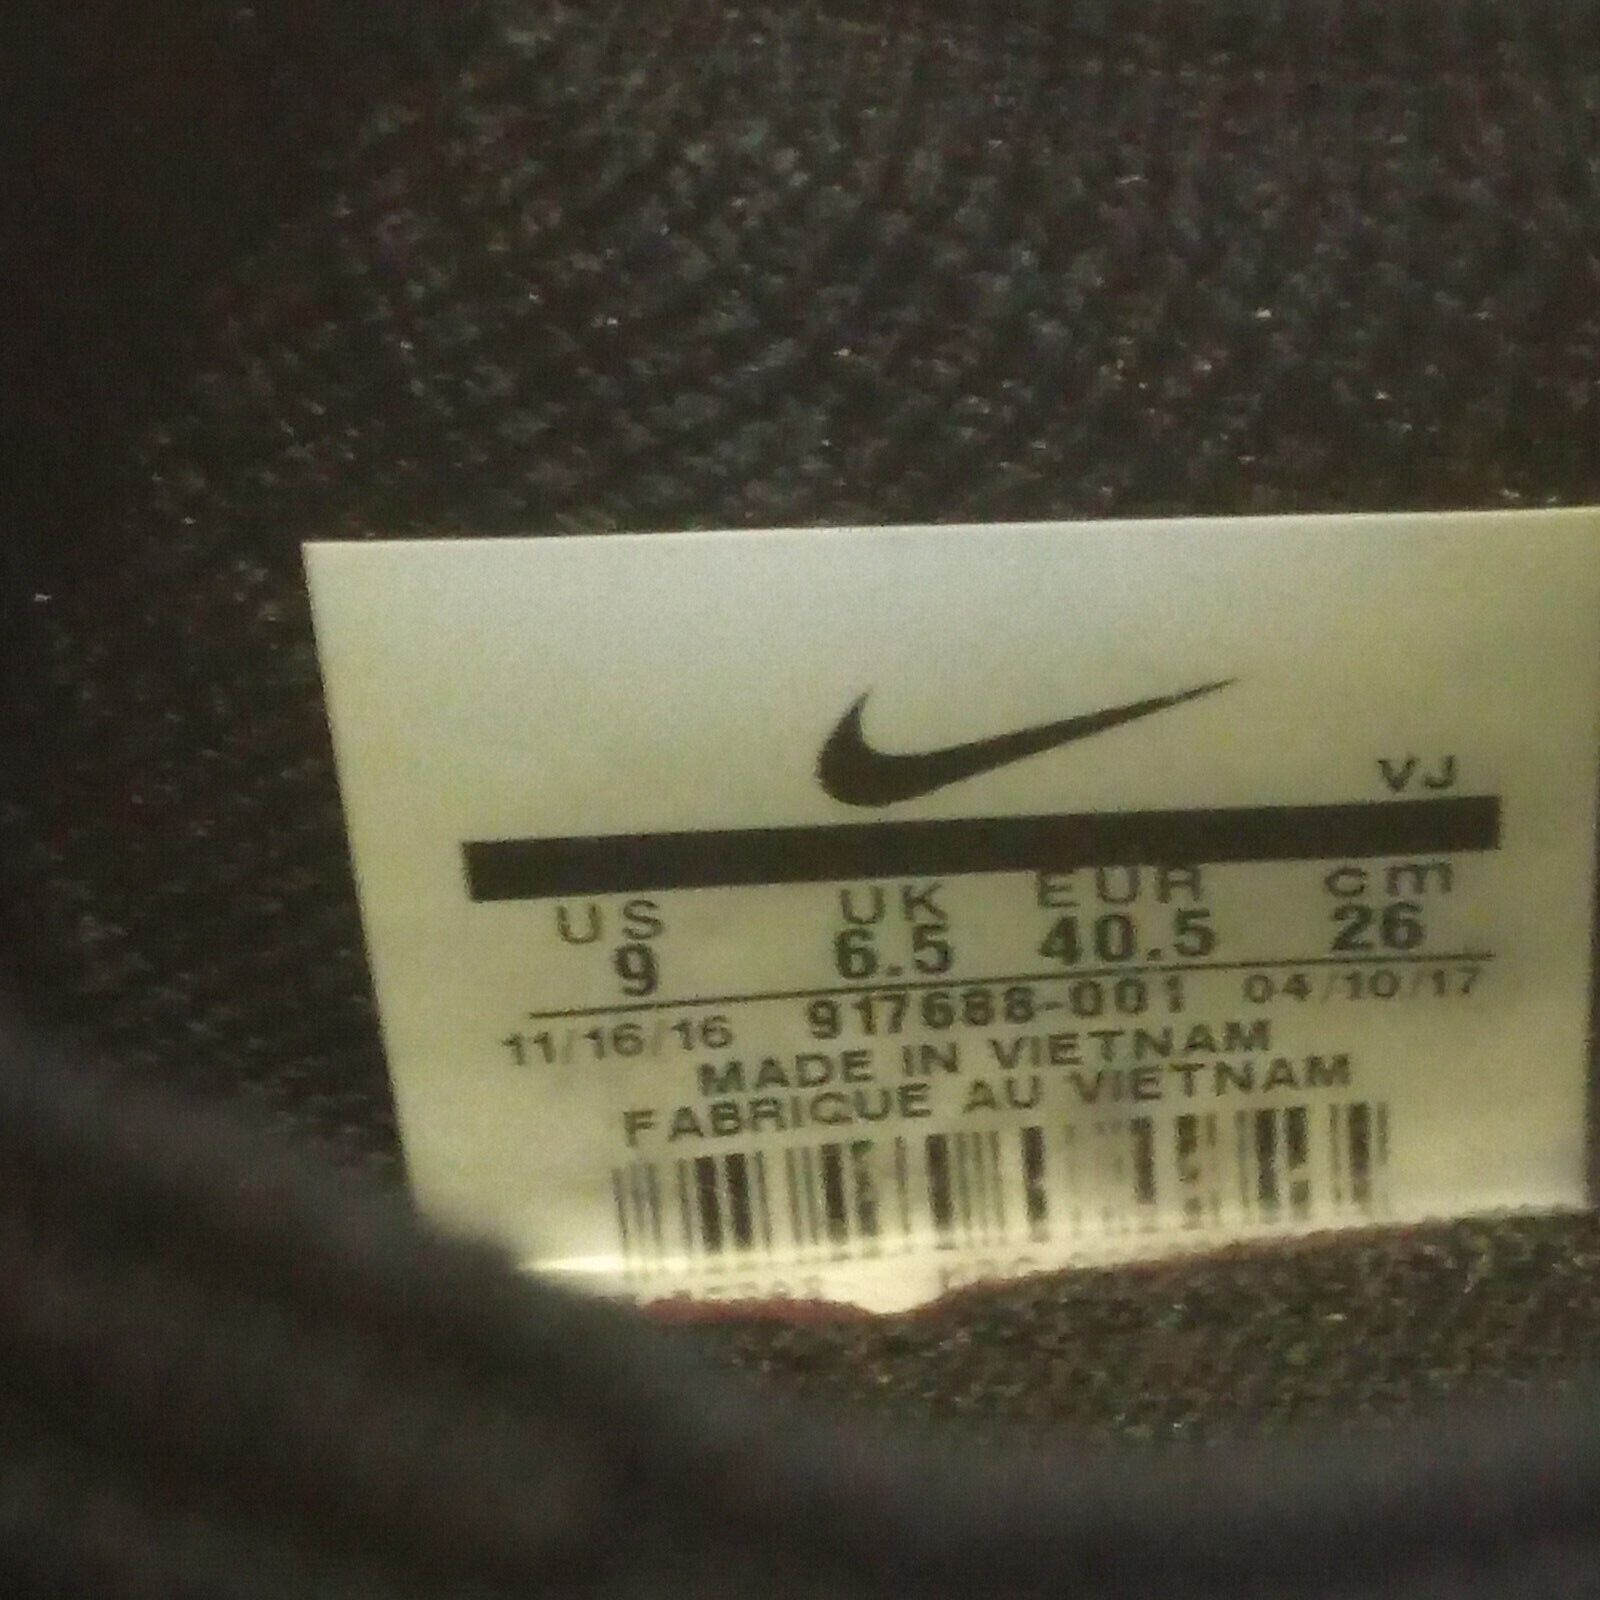 VJ
US UK EUR cm
9 6.5 40.5 26
11/16/16 917688-001 04/10/17
MADE IN VIETNAM
FABRIQUE AU VIETNAM